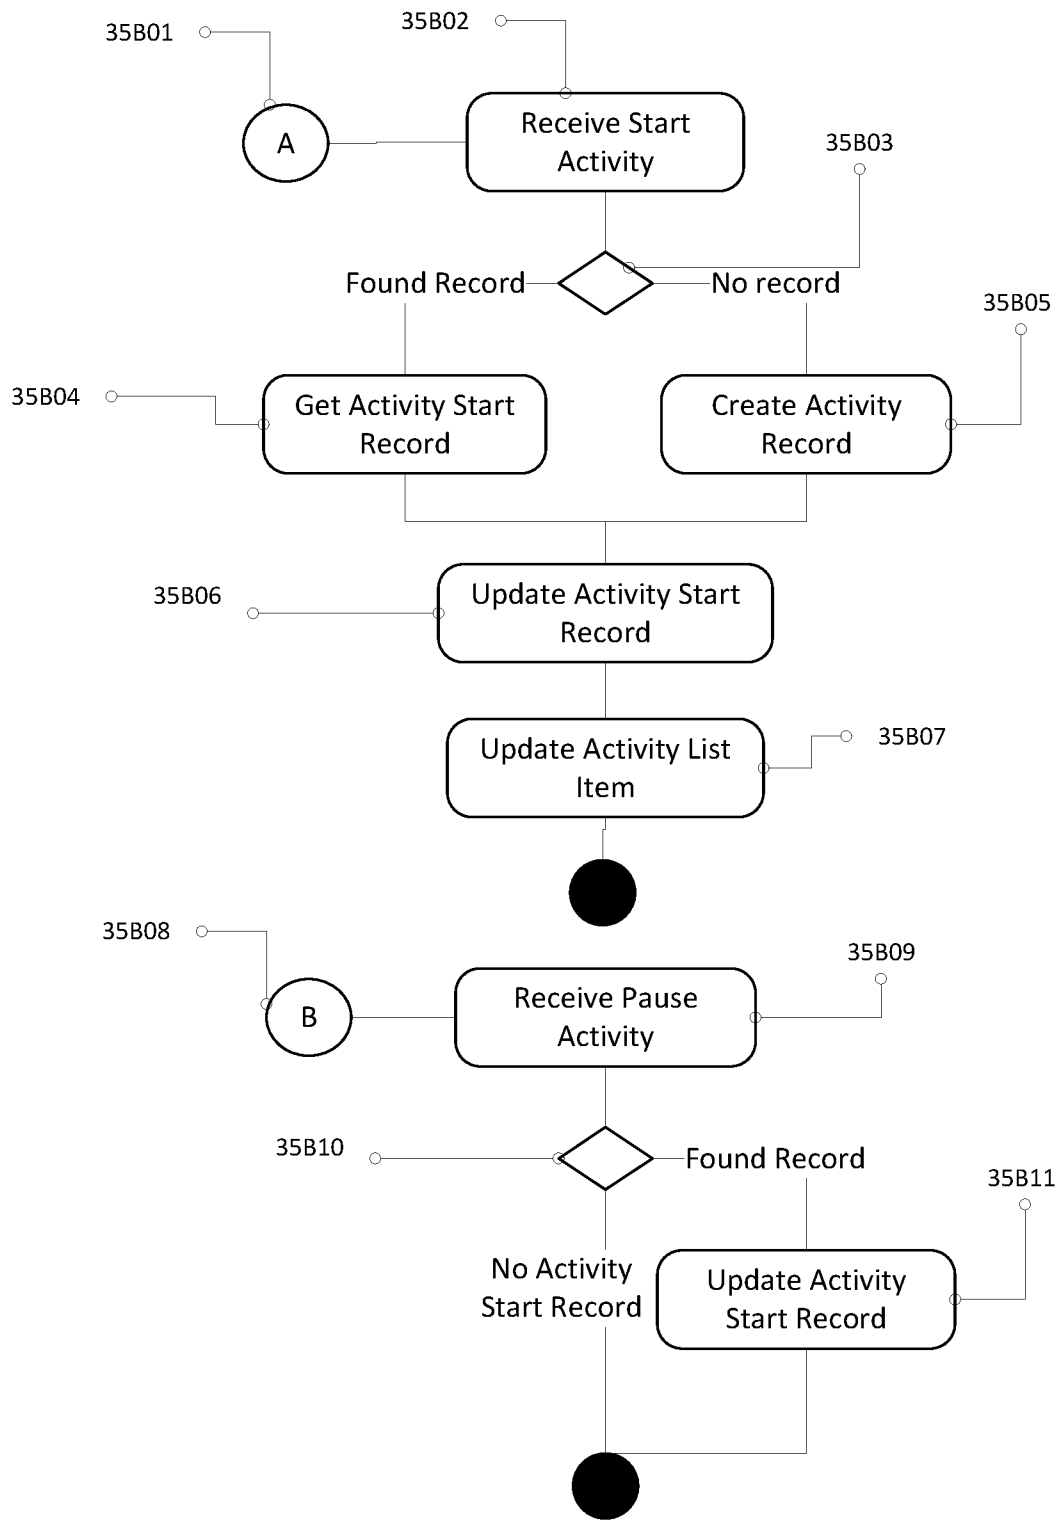 35B01
35B02
A
Receive Start
Activity
35B03
Found Record
No record
35B05
35B04
Get Activity Start
Record
Create Activity
Record
35B06
Update Activity Start
Record
Update Activity List
Item
35B07
35B08
B
Receive Pause
Activity
35B09
35B10
Found Record
35B11
No Activity
Start Record
Update Activity
Start Record